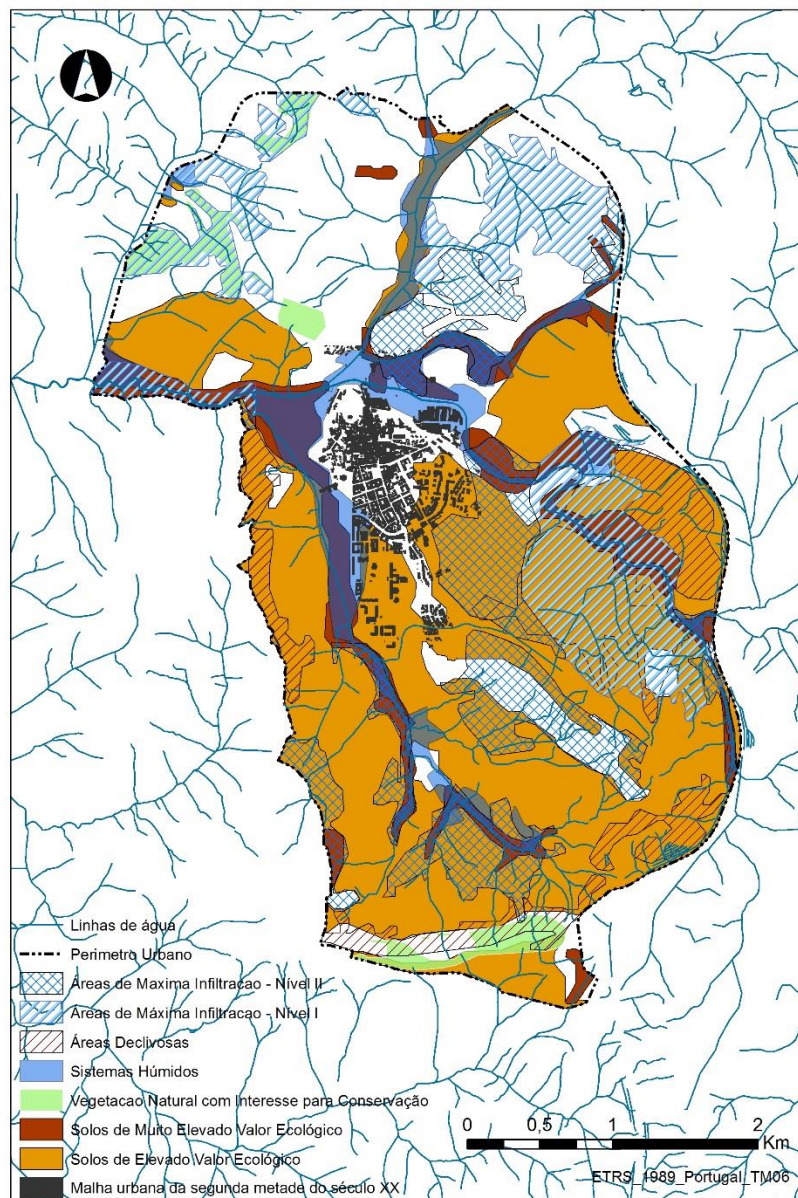 Linhas de água
Perimetro Urbano
Áreas de Maxima Infiltracao - Nível II
Áreas de Máxima Infiltração - Nível I
Áreas Declivosas
Sistemas Húmidos
Vegetacao Natural com Interesse para Conservação
Solos de Muito Elevado Valor Ecológico
Solos de Elevado Valor Ecológico
Malha urbana da segunda metade do século XX
0 0,5 1 2
Km
ETRS_1989_Portugal_TM06